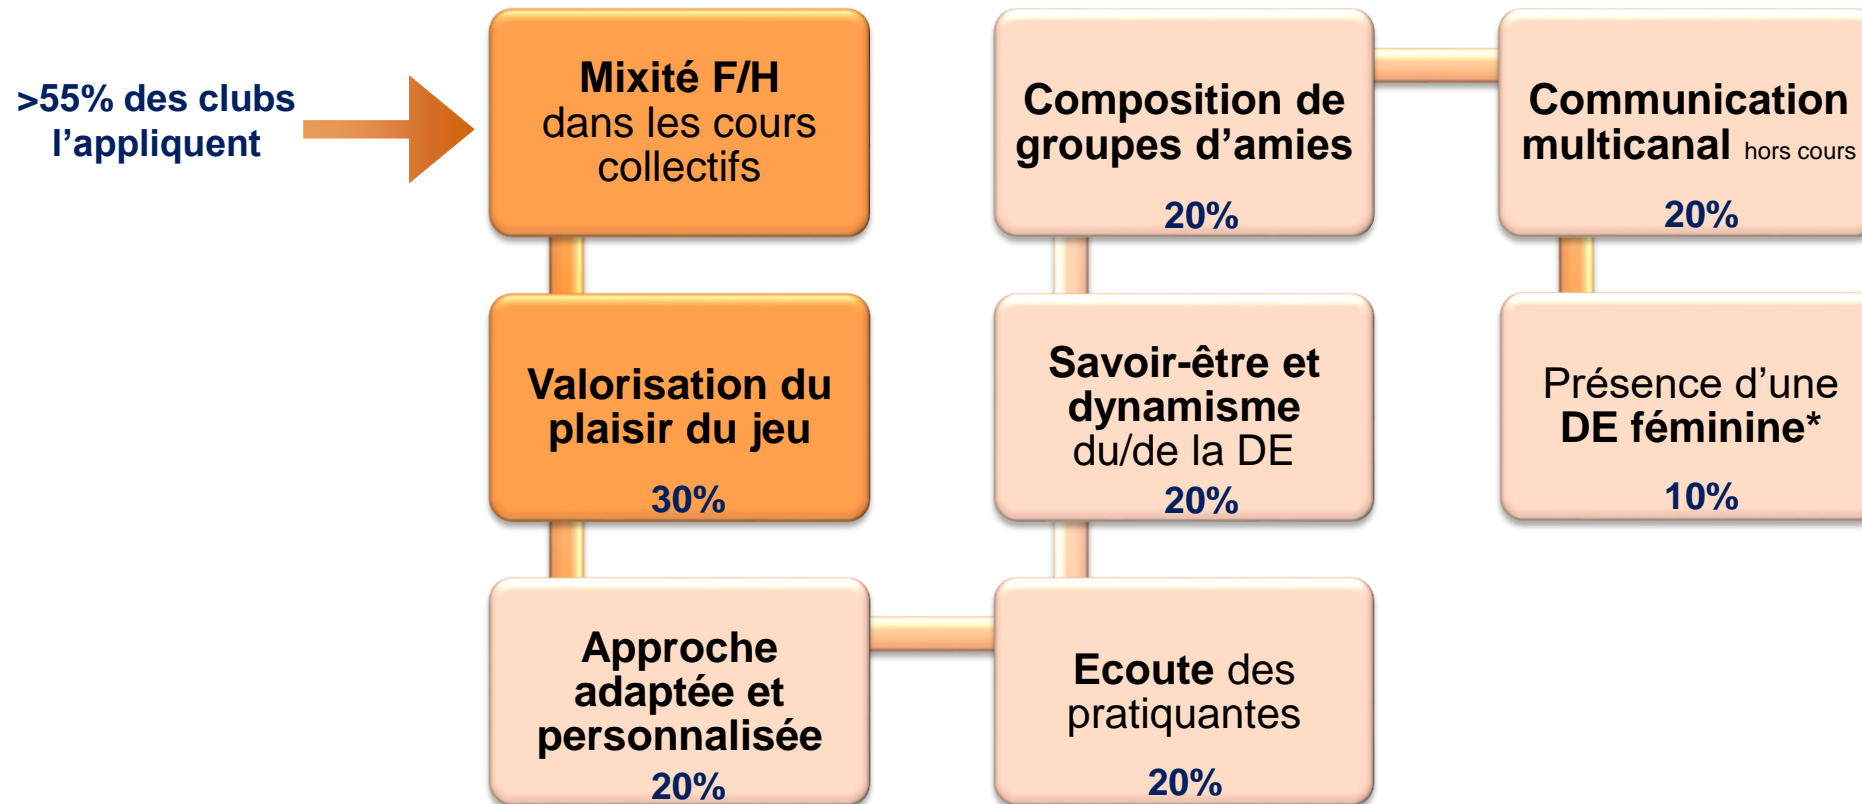 >55% des clubs
l’appliquent
Mixité F/H
dans les cours
collectifs
Valorisation du
plaisir du jeu
30%
Approche
adaptée et
personnalisée
20%
Ecoute des
pratiquantes
20%
Savoir-être et
dynamisme
du/de la DE
20%
Composition de
groupes d’amies
20%
Communication
multicanal hors cours
20%
Présence d’une
DE féminine*
10%